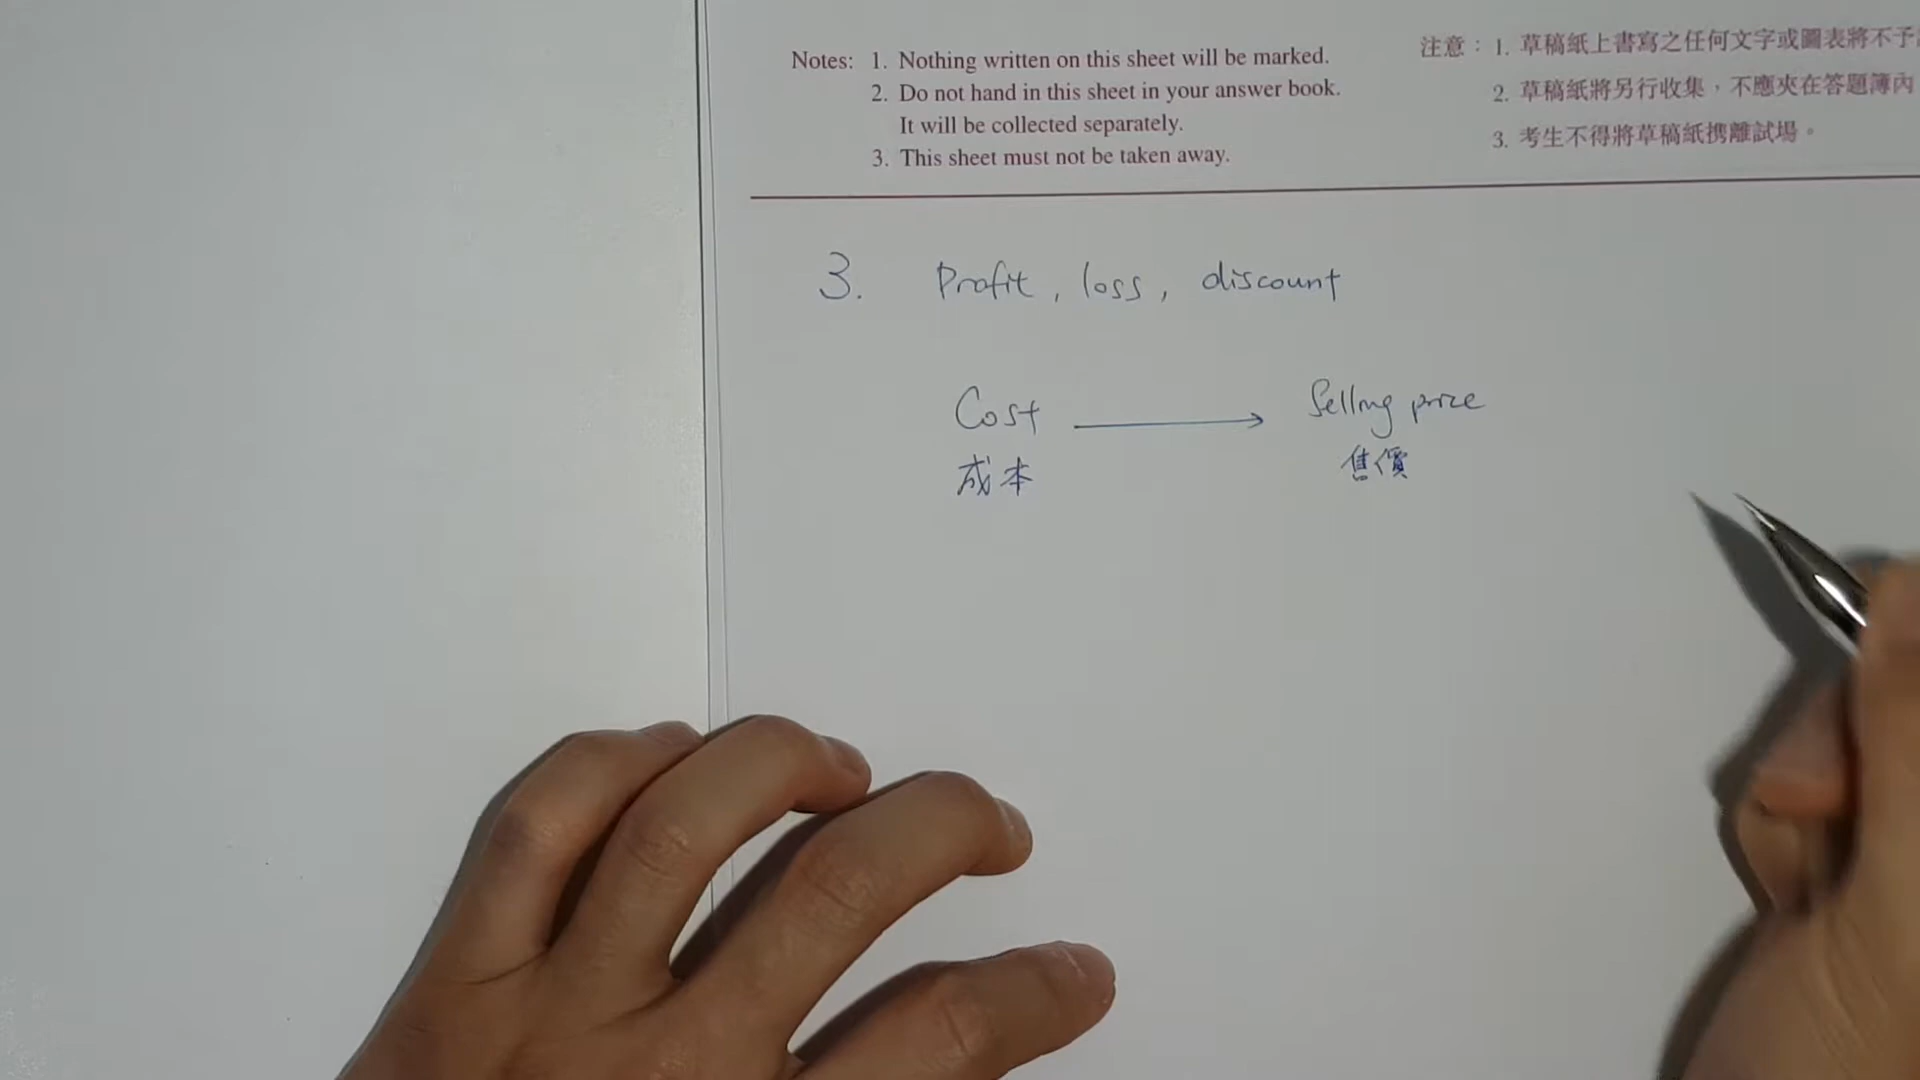 Notes: 1. Nothing written on this sheet will be marked.
2. Do not hand in this sheet in your answer book.
It will be collected separately.
3. This sheet must not be taken away.
注意：1. 草稿紙上書寫之任何文字或圖表將不予
2. 草稿紙將另行收集，不應夾在答題簿內
3. 考生不得將草稿紙携離試場。
3. Profit, loss, discount
Cost → Selling price
成本 售價